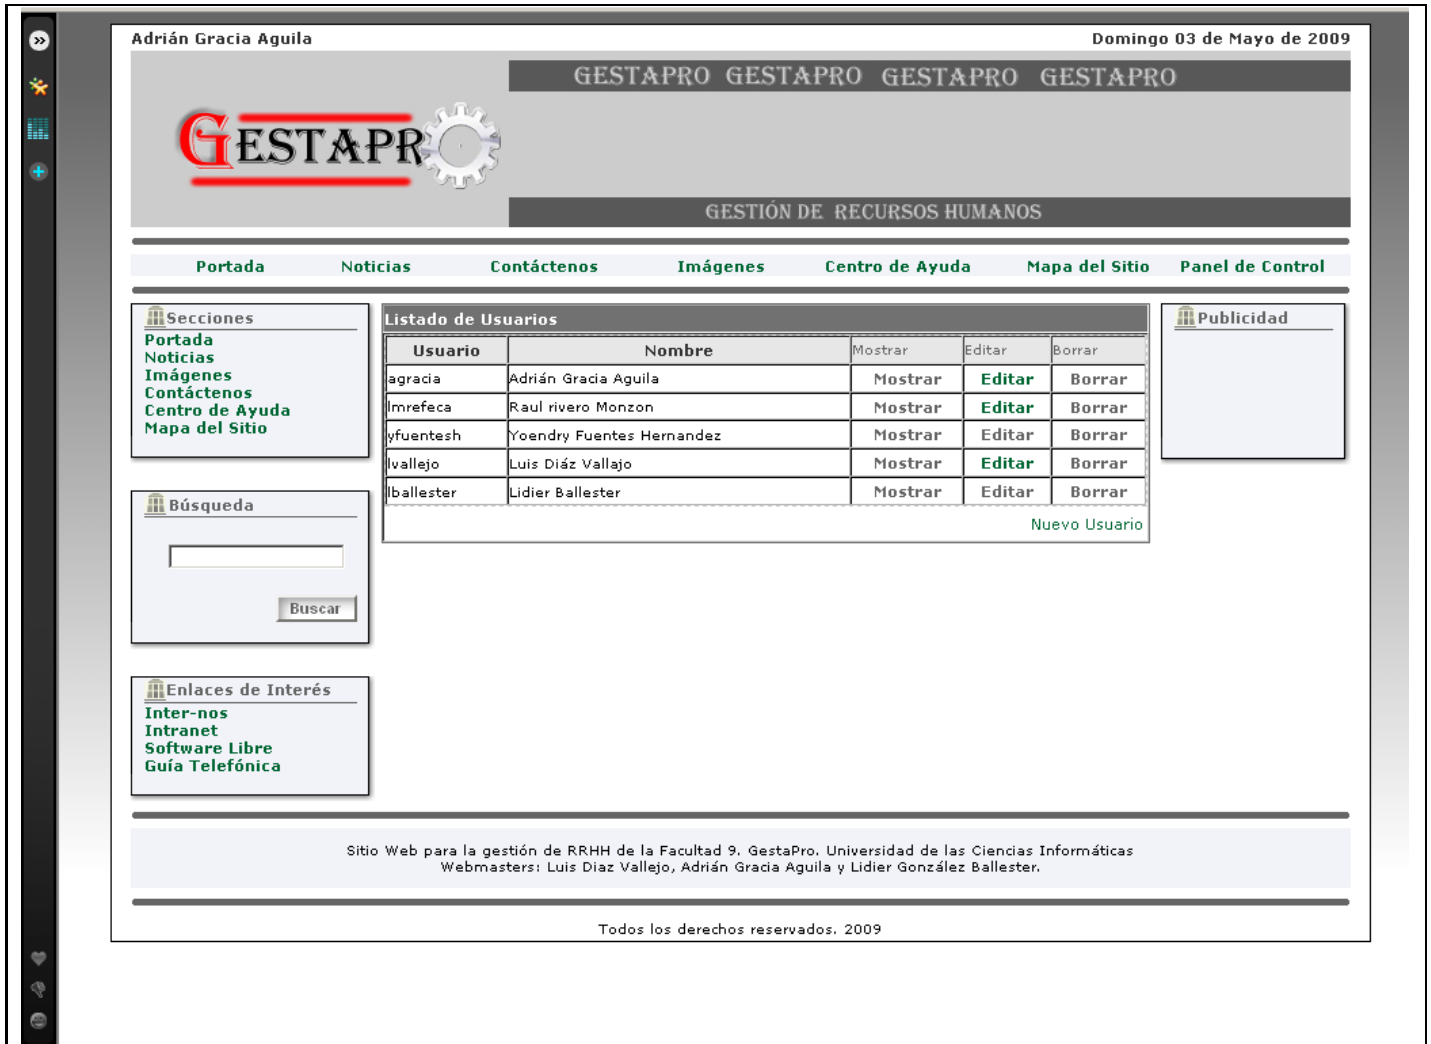 Adrián Gracia Aguila
Domingo 03 de Mayo de 2009
GESTAPRO GESTAPRO GESTAPRO GESTAPRO
GESTAPRO
GESTIÓN DE RECURSOS HUMANOS
Portada Noticias Contáctenos Imágenes Centro de Ayuda Mapa del Sitio Panel de Control
Secciones
Portada
Noticias
Imágenes
Contáctenos
Centro de Ayuda
Mapa del Sitio
Búsqueda
Buscar
Enlaces de Interés
Inter-nos
Intranet
Software Libre
Guía Telefónica
Listado de Usuarios
Usuario Nombre Mostrar Editar Borrar
agracia Adrián Gracia Aguila Mostrar Editar Borrar
lmrefeca Raul rivero Monzon Mostrar Editar Borrar
yfuentesh Yoendry Fuentes Hernandez Mostrar Editar Borrar
lvallejo Luis Diáz Vallajo Mostrar Editar Borrar
lballester Lidier Ballester Mostrar Editar Borrar
Nuevo Usuario
Publicidad
Sitio Web para la gestión de RRHH de la Facultad 9. GestaPro. Universidad de las Ciencias Informáticas
Webmasters: Luis Diaz Vallejo, Adrián Gracia Aguila y Lidier González Ballester.
Todos los derechos reservados. 2009